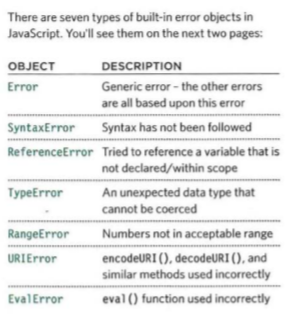 There are seven types of built-in error objects in
JavaScript. You'll see them on the next two pages:
OBJECT DESCRIPTION
Error Generic error - the other errors
are all based upon this error
SyntaxError Syntax has not been followed
ReferenceError Tried to reference a variable that is
not declared/within scope
TypeError An unexpected data type that
cannot be coerced
RangeError Numbers not in acceptable range
URIError encodeURI(), decodeURI(), and
similar methods used incorrectly
EvalError eval() function used incorrectly